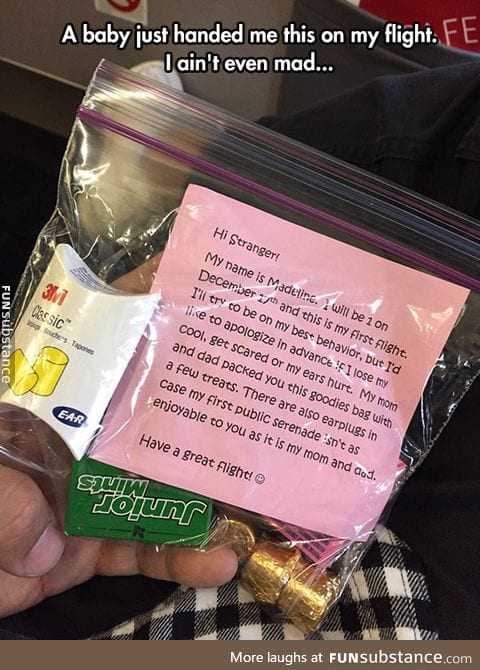 A baby just handed me this on my flight.
I ain't even mad...
FE
Hi Stranger!
My name is Madeline. I will be 1 on
December 17th and this is my first flight.
I'll try to be on my best behavior, but I'd
like to apologize in advance if I lose my
cool, get scared or my ears hurt. My mom
and dad packed you this goodies bag with
a few treats. There are also earplugs in
case my first public serenade isn't as
enjoyable to you as it is my mom and dad.
Have a great flight! ☺
3M
Classic™
Earplugs Bouchons Tapones
E-A-R
Junior
Mints
FUNsubstance
More laughs at FUNsubstance.com